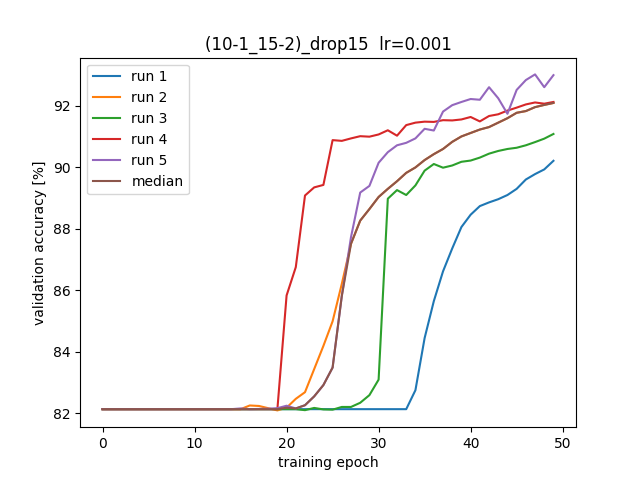 (10-1_15-2)_drop15  lr=0.001
run 1
run 2
run 3
run 4
run 5
median
validation accuracy [%]
92
90
88
86
84
82
0 10 20 30 40 50
training epoch